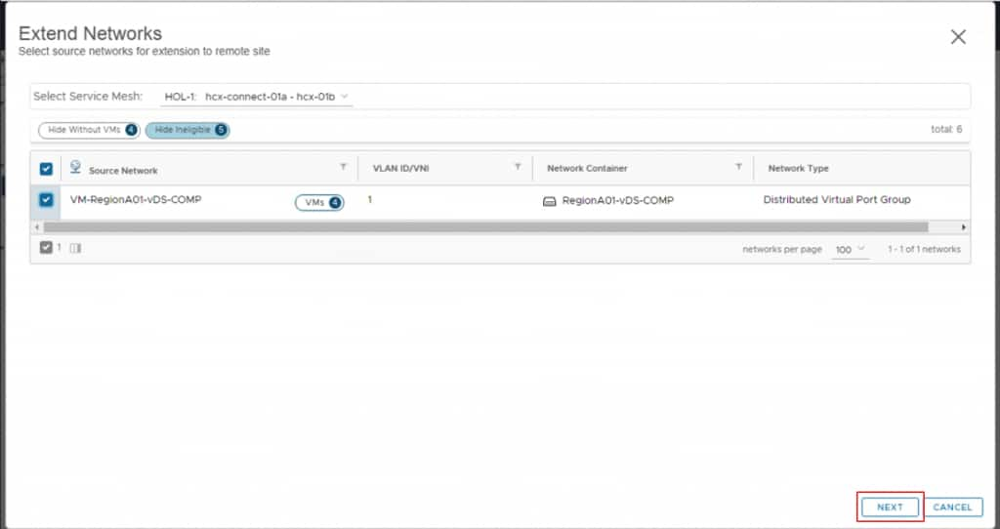 Extend Networks
Select source networks for extension to remote site
Select Service Mesh: HOL-1: hcx-connect-01a - hcx-01b
Hide Without VMs 4 Hide Ineligible 5 total: 6
Source Network VLAN ID/VNI Network Container Network Type
VM-RegionA01-vDS-COMP VMs 4 1 RegionA01-vDS-COMP Distributed Virtual Port Group
1 networks per page 100 1 - 1 of 1 networks
NEXT CANCEL